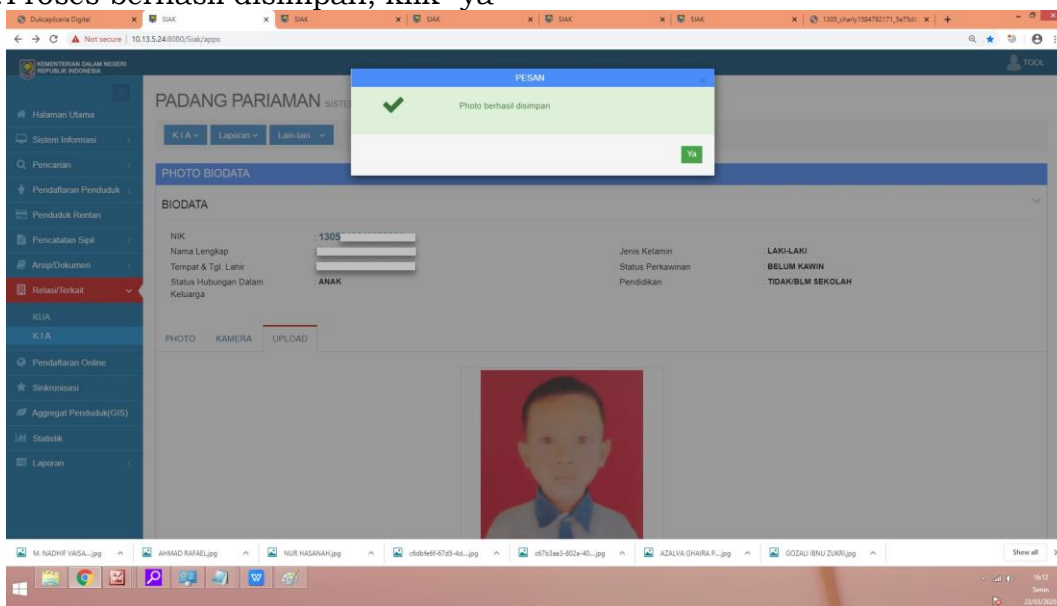 Proses berhasil disimpan, klik "ya"
Dukcapilceria Digital
SIAK
SIAK
SIAK
SIAK
SIAK
Not secure
10.13.5.24:8080/Siak/apps
KEMENTERIAN DALAM NEGERI
REPUBLIK INDONESIA
TOOL
PESAN
Photo berhasil disimpan
Ya
PADANG PARIAMAN
K I A
Laporan
Lain-lain
Halaman Utama
Sistem Informasi
Pencarian
Pendaftaran Penduduk
Penduduk Rentan
Pencatatan Sipil
Arsip/Dokumen
Relasi/Terkait
KUA
K I A
Pendaftaran Online
Sinkronisasi
Aggregat Penduduk(GIS)
Statistik
Laporan
PHOTO BIODATA
BIODATA
NIK : 1305
Nama Lengkap :
Jenis Kelamin : LAKI-LAKI
Tempat & Tgl. Lahir
Status Perkawinan : BELUM KAWIN
Status Hubungan Dalam Keluarga : ANAK
Pendidikan : TIDAK/BLM SEKOLAH
PHOTO
KAMERA
UPLOAD
M. NADHIF VAISA....jpg
AHMAD RAFAEL.jpg
NUR HASANAH.jpg
AZALVA GHAIRA P....jpg
GOZALI IBNU ZUKRI.jpg
Show all
16:12
Senin
23/03/2020